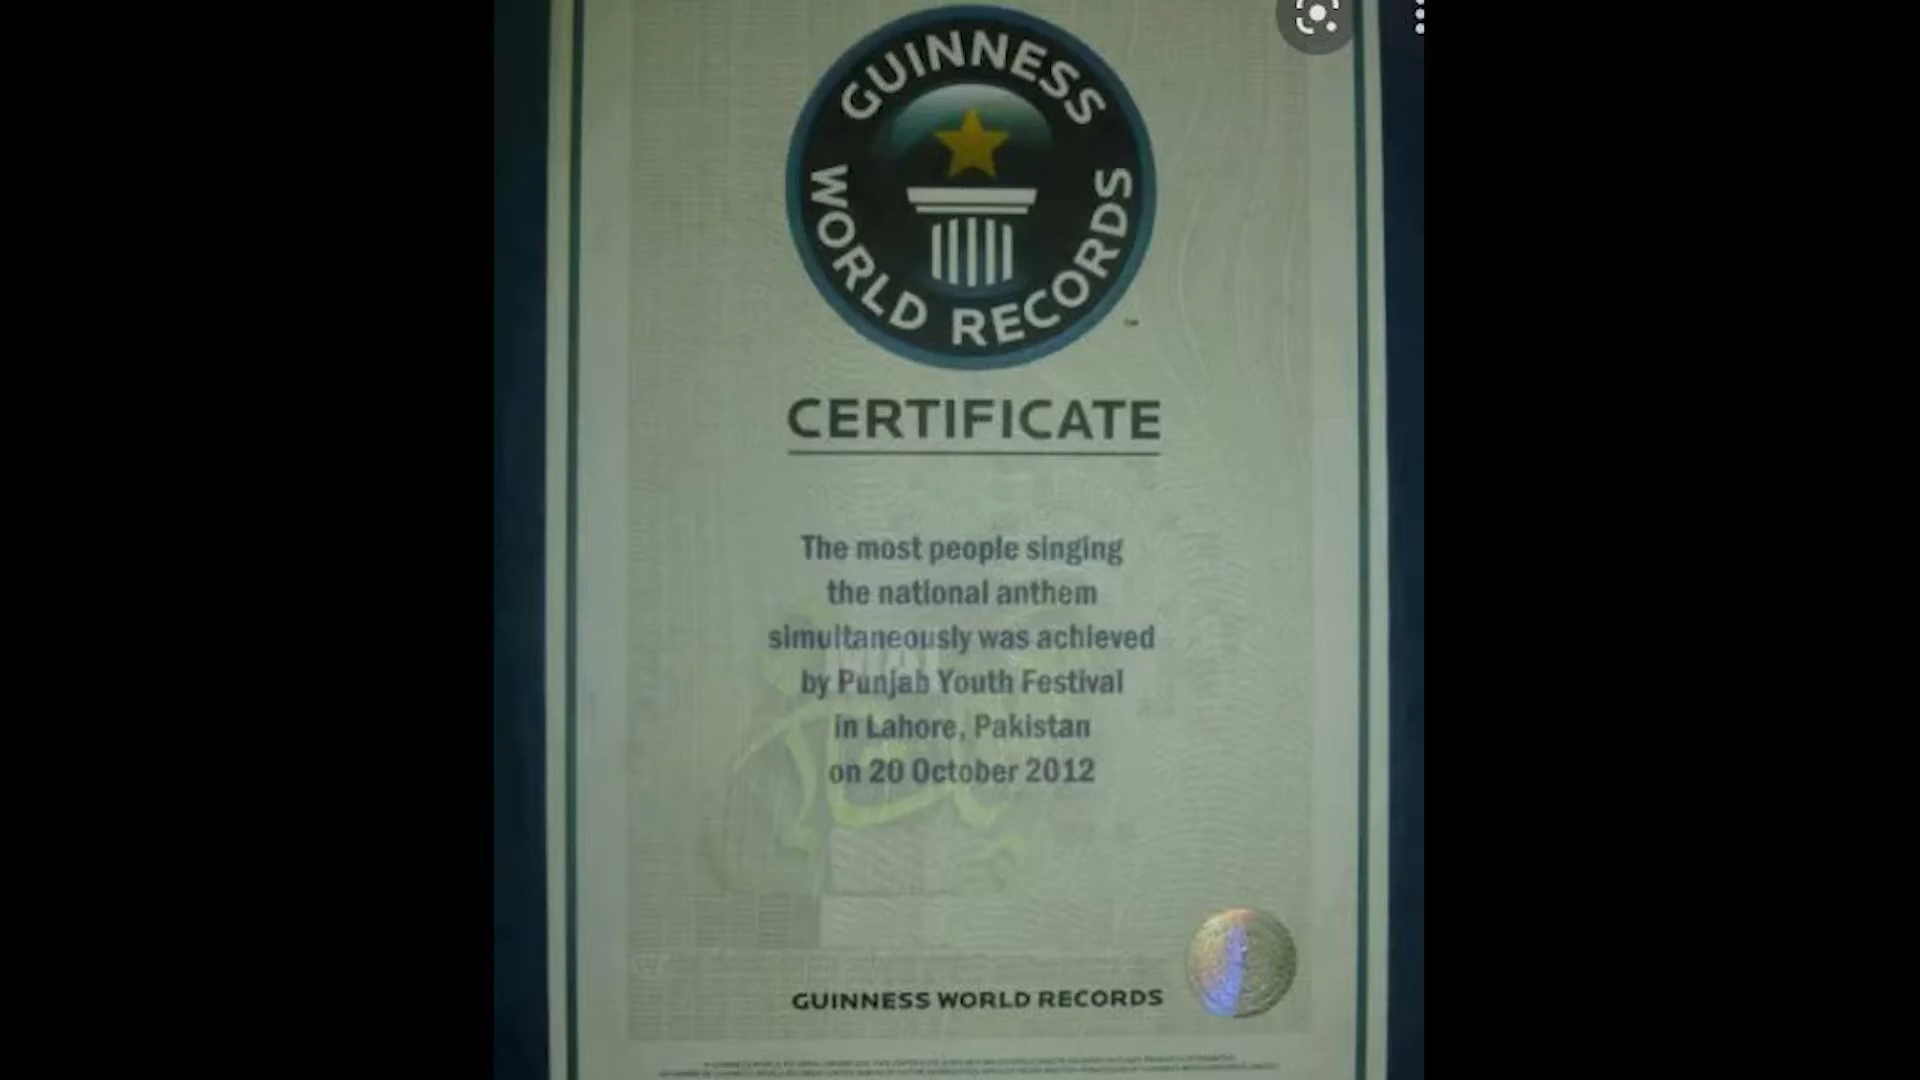 GUINNESS
WORLD RECORDS
™
CERTIFICATE
The most people singing
the national anthem
simultaneously was achieved
by Punjab Youth Festival
in Lahore, Pakistan
on 20 October 2012
GUINNESS WORLD RECORDS